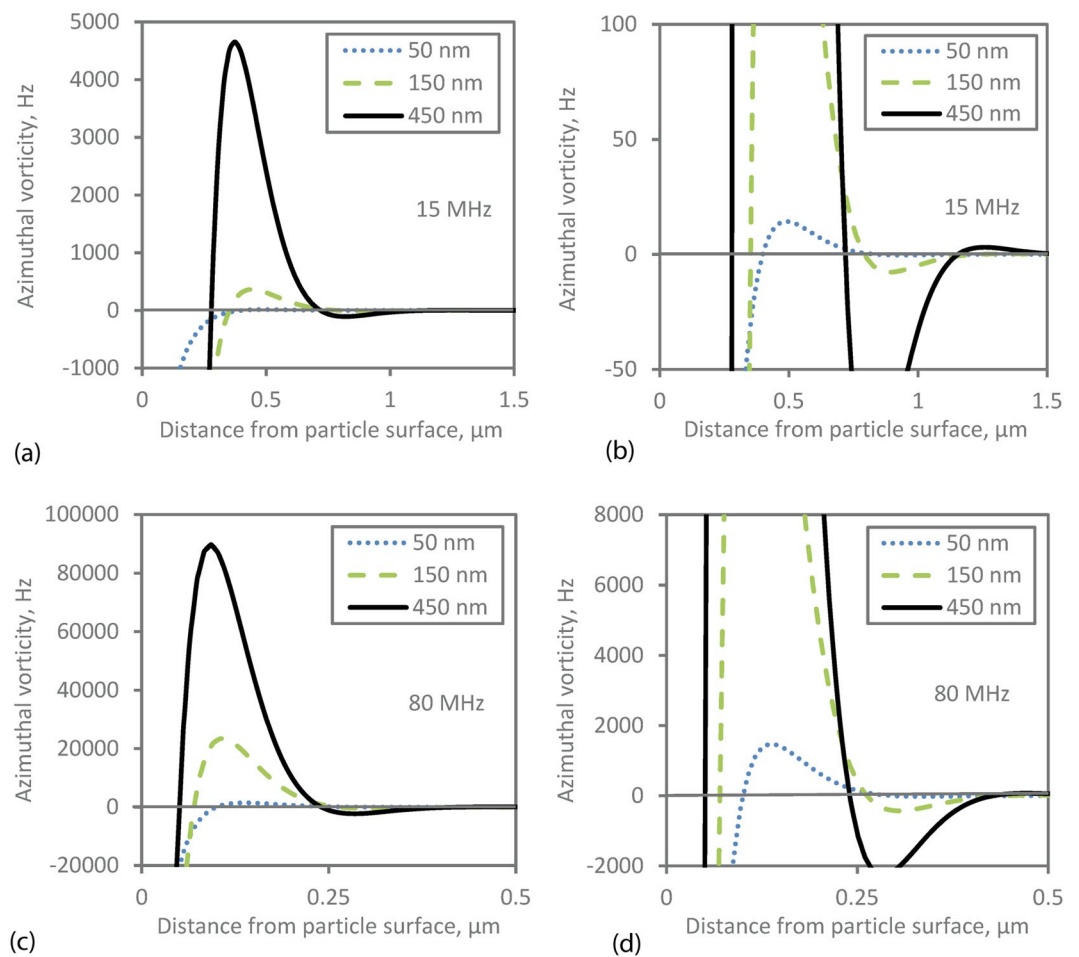 5000
4000
3000
2000
1000
0
-1000
Azimuthal vorticity, Hz
50 nm
150 nm
450 nm
15 MHz
0
0.5
1
1.5
Distance from particle surface, µm
(a)
100
50
0
-50
Azimuthal vorticity, Hz
50 nm
150 nm
450 nm
15 MHz
0
0.5
1
1.5
Distance from particle surface, µm
(b)
100000
80000
60000
40000
20000
0
-20000
Azimuthal vorticity, Hz
50 nm
150 nm
450 nm
80 MHz
0
0.25
0.5
Distance from particle surface, µm
(c)
8000
6000
4000
2000
0
-2000
Azimuthal vorticity, Hz
50 nm
150 nm
450 nm
80 MHz
0
0.25
0.5
Distance from particle surface, µm
(d)